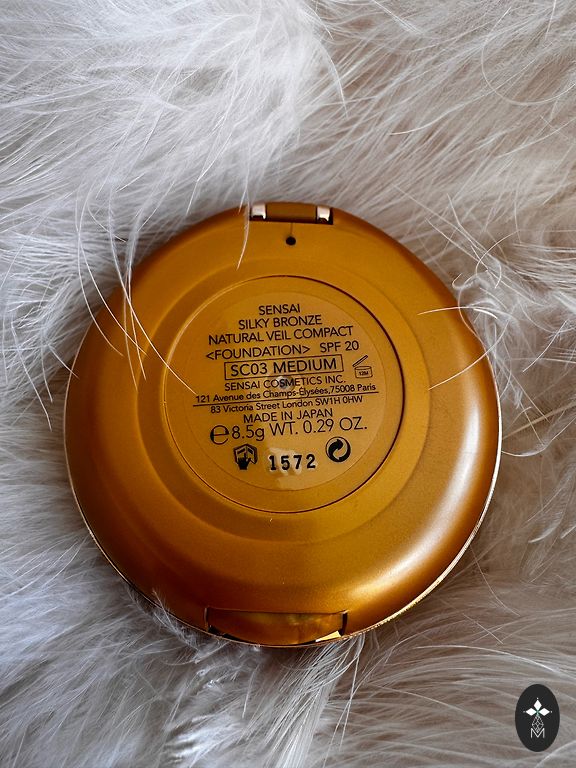 SENSAI
SILKY BRONZE
NATURAL VEIL COMPACT
<FOUNDATION> SPF 20
SC03 MEDIUM
12M
SENSAI COSMETICS INC.
121 Avenue des Champs-Elysées, 75008 Paris
83 Victoria Street London SW1H 0HW
MADE IN JAPAN
℮8.5g WT. 0.29 OZ.
1572
M